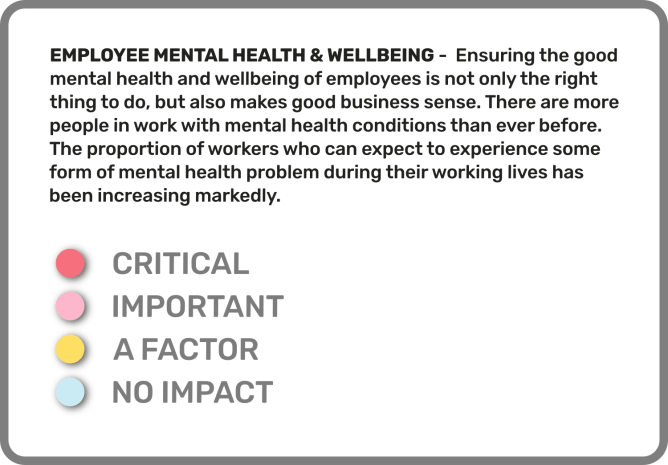 EMPLOYEE MENTAL HEALTH & WELLBEING - Ensuring the good
mental health and wellbeing of employees is not only the right
thing to do, but also makes good business sense. There are more
people in work with mental health conditions than ever before.
The proportion of workers who can expect to experience some
form of mental health problem during their working lives has
been increasing markedly.
CRITICAL
IMPORTANT
A FACTOR
NO IMPACT